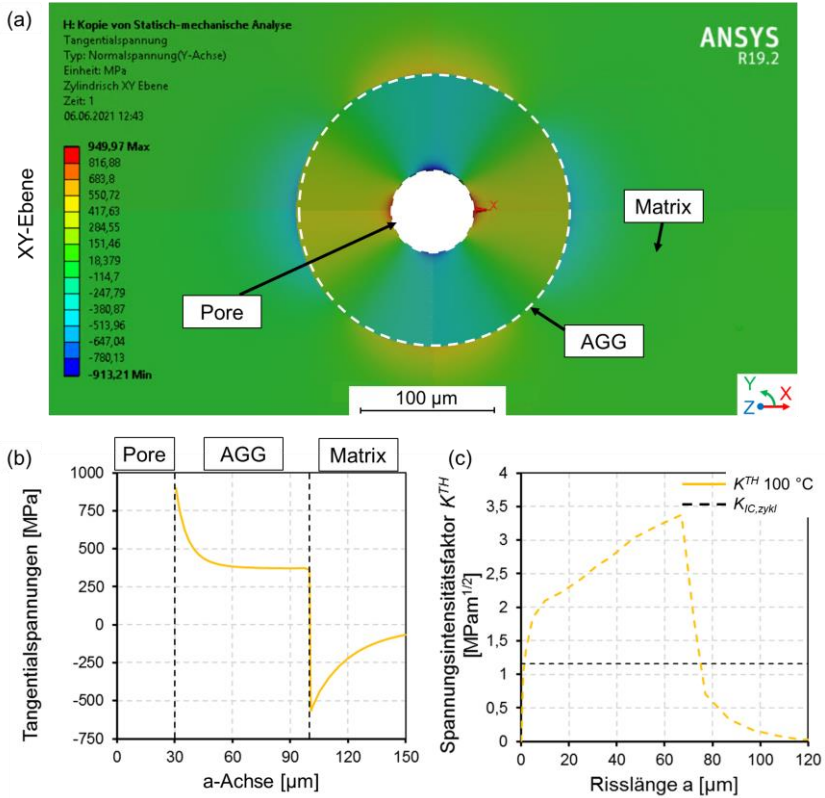 (a)
H: Kopie von Statisch-mechanische Analyse
Tangentialspannung
Typ: Normalspannung(Y-Achse)
Einheit: MPa
Zylindrisch XY Ebene
Zeit: 1
06.06.2021 12:43
ANSYS
R19.2
949,97 Max
816,88
683,8
550,72
417,63
284,55
151,46
18,379
-114,7
-247,79
-380,87
-513,96
-647,04
-780,13
-913,21 Min
XY-Ebene
X
Matrix
Pore
AGG
100 µm
Y
Z
X
(b)
Pore
AGG
Matrix
Tangentialspannungen [MPa]
1000
750
500
250
0
-250
-500
-750
0
30
60
90
120
150
a-Achse [µm]
(c)
Spannungsintensitätsfaktor K^TH
[MPam^1/2]
4
3,5
3
2,5
2
1,5
1
0,5
0
K^TH 100 °C
K_IC,zykl
0
20
40
60
80
100
120
Risslänge a [µm]